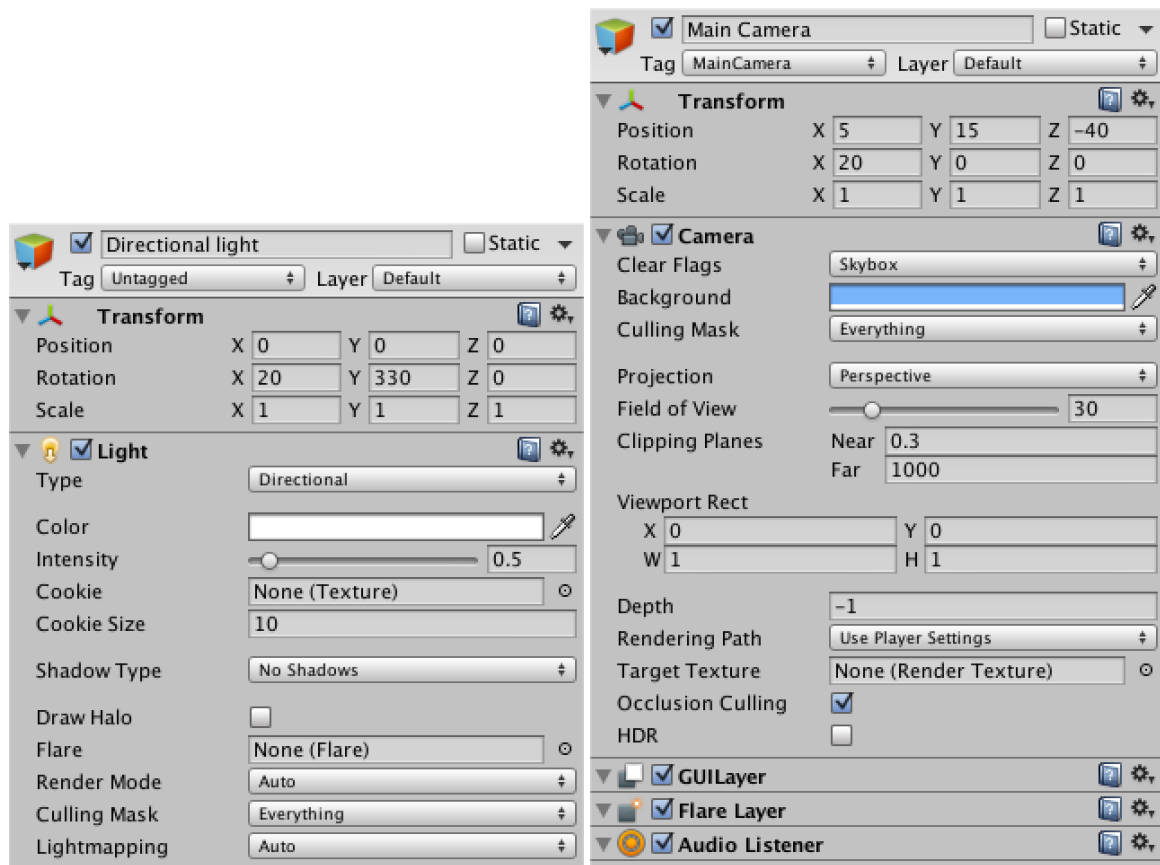 Directional light Static
Tag Untagged Layer Default
Transform
Position X 0 Y 0 Z 0
Rotation X 20 Y 330 Z 0
Scale X 1 Y 1 Z 1
Light
Type Directional
Color
Intensity 0.5
Cookie None (Texture)
Cookie Size 10
Shadow Type No Shadows
Draw Halo
Flare None (Flare)
Render Mode Auto
Culling Mask Everything
Lightmapping Auto
Main Camera Static
Tag MainCamera Layer Default
Transform
Position X 5 Y 15 Z -40
Rotation X 20 Y 0 Z 0
Scale X 1 Y 1 Z 1
Camera
Clear Flags Skybox
Background
Culling Mask Everything
Projection Perspective
Field of View 30
Clipping Planes Near 0.3
Far 1000
Viewport Rect
X 0 Y 0
W 1 H 1
Depth -1
Rendering Path Use Player Settings
Target Texture None (Render Texture)
Occlusion Culling
HDR
GUILayer
Flare Layer
Audio Listener